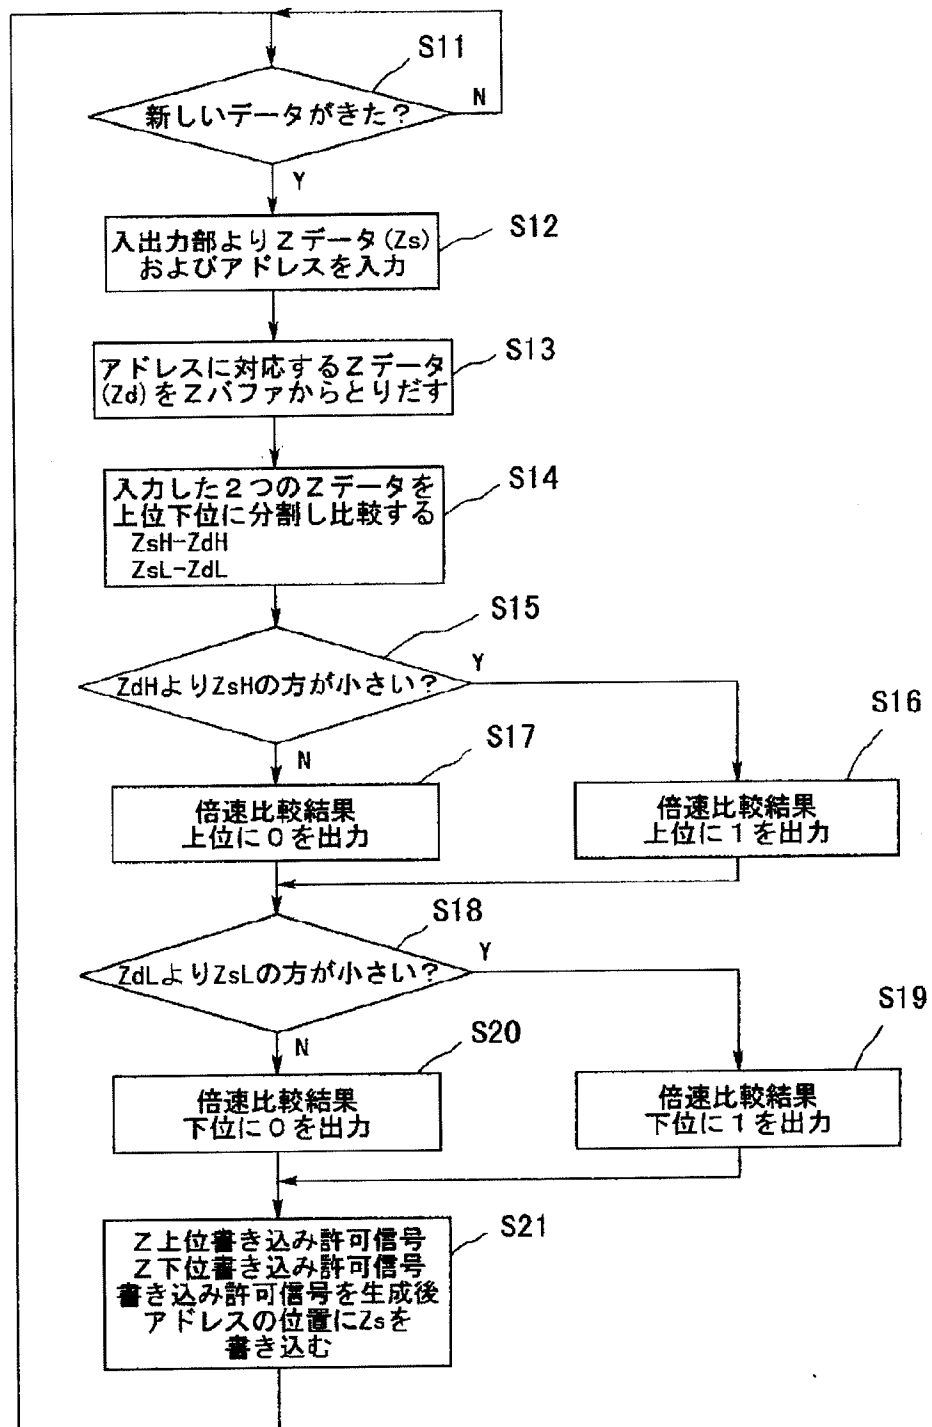 S11
新しいデータがきた?
N
Y
S12
入出力部よりZデータ(Zs)
およびアドレスを入力
S13
アドレスに対応するZデータ
(Zd)をZバファからとりだす
S14
入力した2つのZデータを
上位下位に分割し比較する
ZsH-ZdH
ZsL-ZdL
S15
ZdHよりZsHの方が小さい?
Y
N
S16
S17
倍速比較結果
上位に0を出力
倍速比較結果
上位に1を出力
S18
ZdLよりZsLの方が小さい?
Y
N
S19
S20
倍速比較結果
下位に0を出力
倍速比較結果
下位に1を出力
S21
Z上位書き込み許可信号
Z下位書き込み許可信号
書き込み許可信号を生成後
アドレスの位置にZsを
書き込む